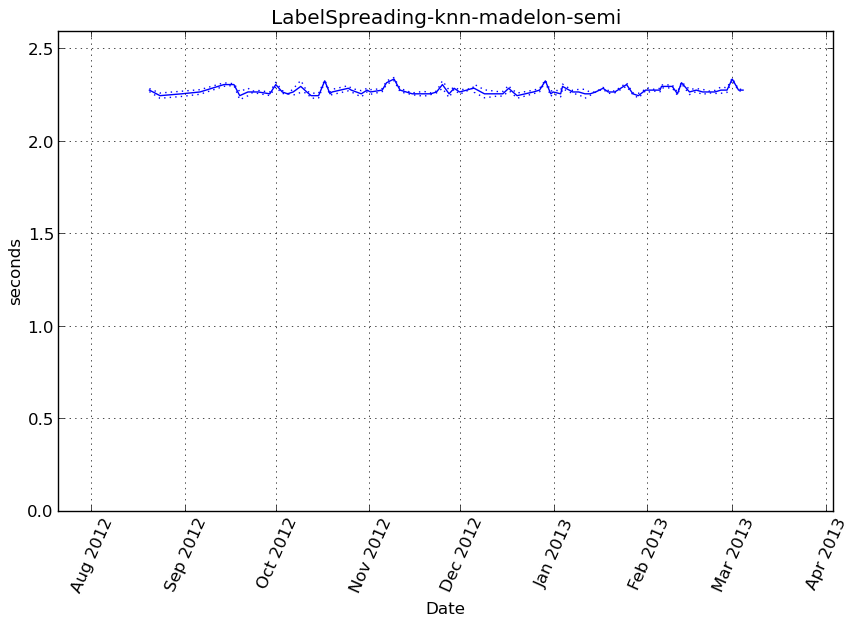 LabelSpreading-knn-madelon-semi
2.5
2.0
1.5
1.0
0.5
0.0
seconds
Aug 2012
Sep 2012
Oct 2012
Nov 2012
Dec 2012
Jan 2013
Feb 2013
Mar 2013
Apr 2013
Date